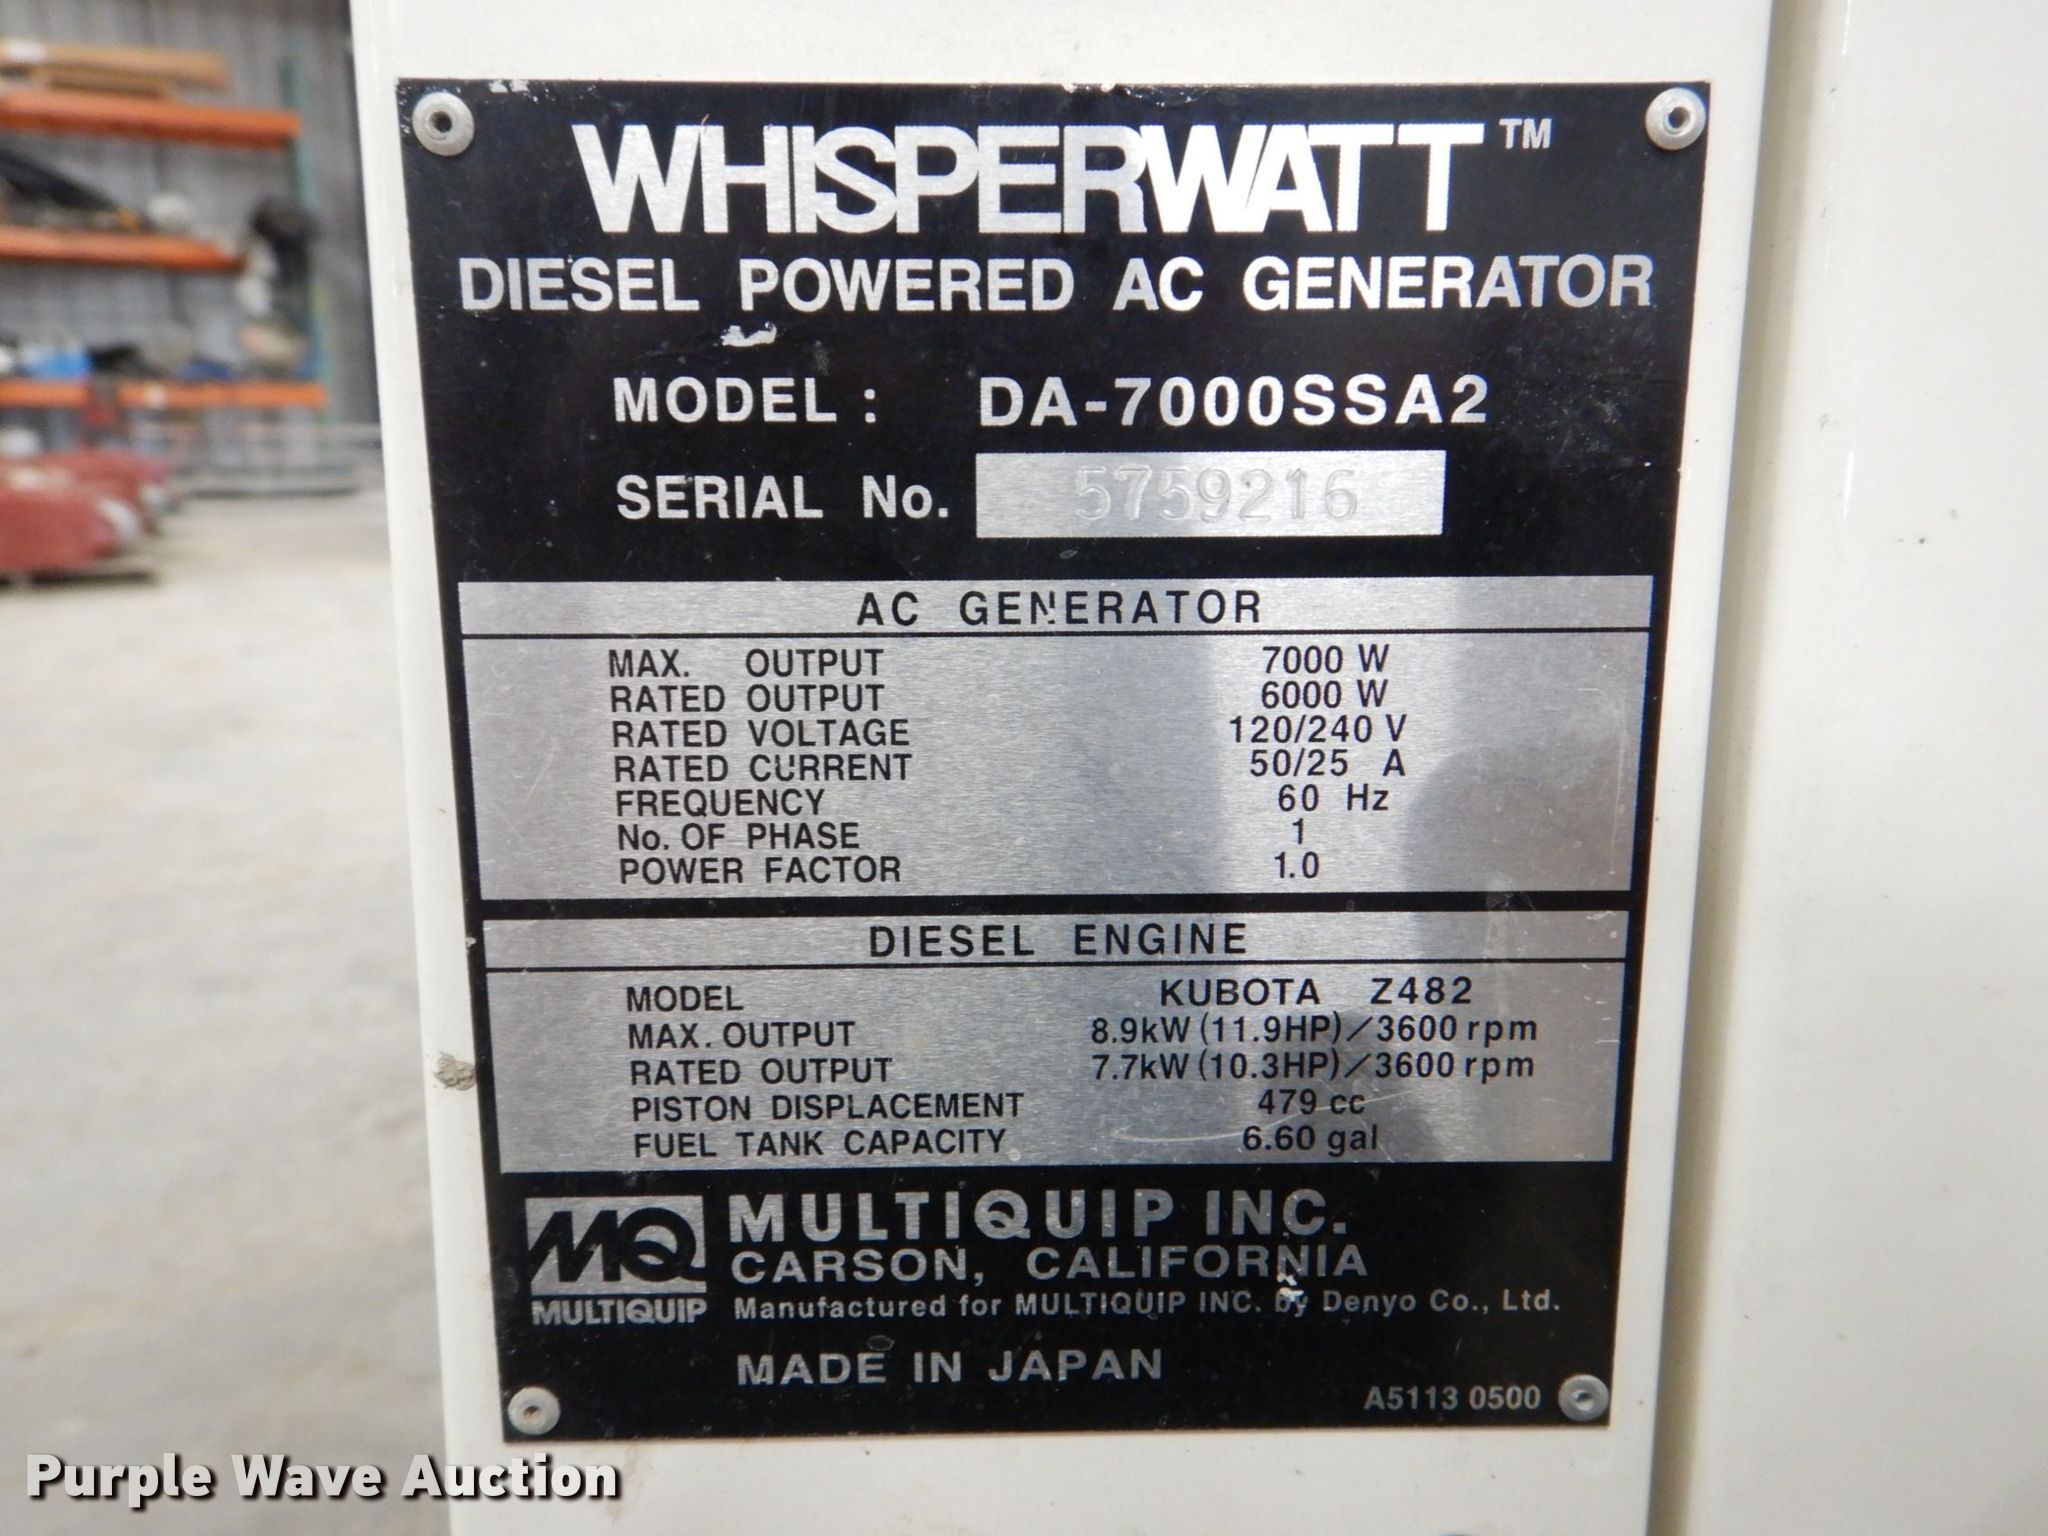 WHISPERWATT™
DIESEL POWERED AC GENERATOR
MODEL : DA-7000SSA2
SERIAL No. 5759216
AC GENERATOR
MAX. OUTPUT 7000 W
RATED OUTPUT 6000 W
RATED VOLTAGE 120/240 V
RATED CURRENT 50/25 A
FREQUENCY 60 Hz
No. OF PHASE 1
POWER FACTOR 1.0
DIESEL ENGINE
MODEL KUBOTA Z482
MAX. OUTPUT 8.9kW (11.9HP)/3600 rpm
RATED OUTPUT 7.7kW (10.3HP)/3600 rpm
PISTON DISPLACEMENT 479 cc
FUEL TANK CAPACITY 6.60 gal
MQ MULTIQUIP INC.
CARSON, CALIFORNIA
MULTIQUIP Manufactured for MULTIQUIP INC. by Denyo Co., Ltd.
MADE IN JAPAN
A5113 0500
Purple Wave Auction